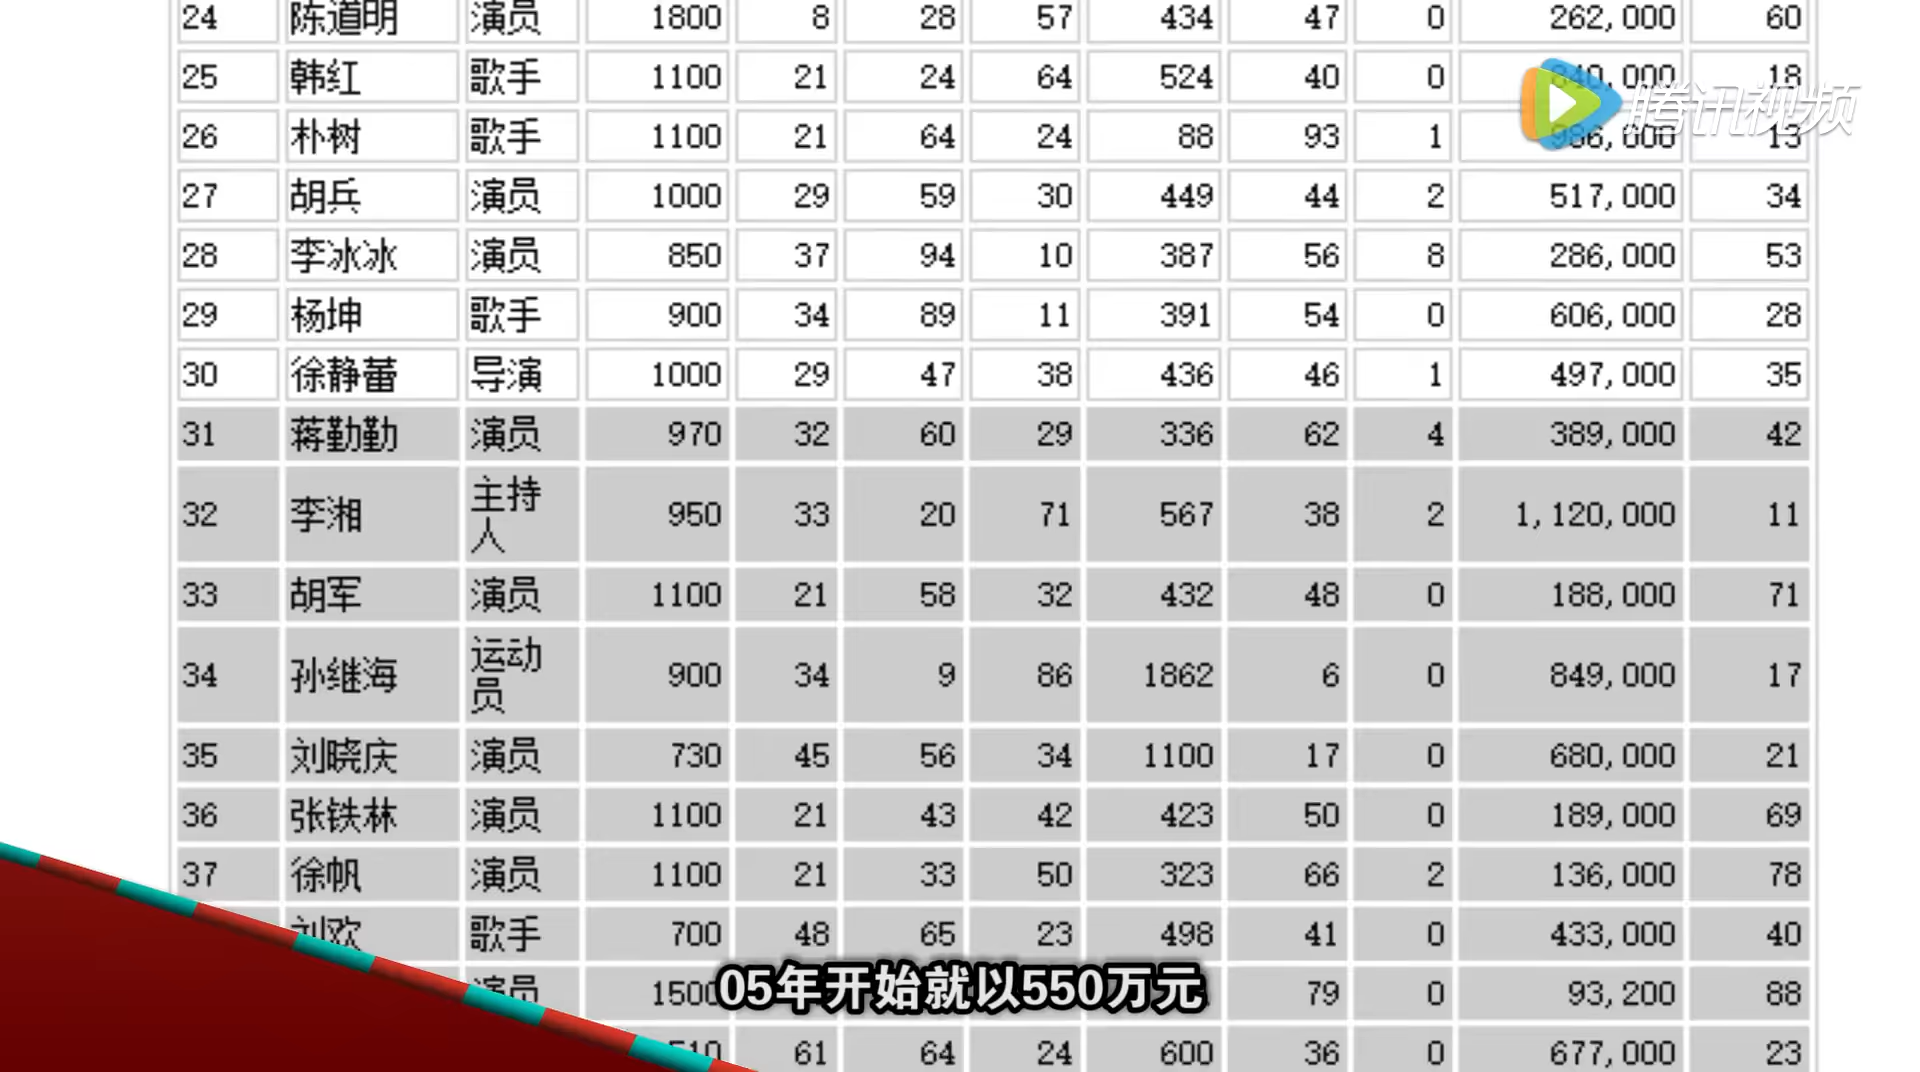 24 陈道明 演员 1800 8 28 57 434 47 0 262,000 60
25 韩红 歌手 1100 21 24 64 524 40 0 840,000 18
腾讯视频
26 朴树 歌手 1100 21 64 24 88 93 1 986,000 13
27 胡兵 演员 1000 29 59 30 449 44 2 517,000 34
28 李冰冰 演员 850 37 94 10 387 56 8 286,000 53
29 杨坤 歌手 900 34 89 11 391 54 0 606,000 28
30 徐静蕾 导演 1000 29 47 38 436 46 1 497,000 35
31 蒋勤勤 演员 970 32 60 29 336 62 4 389,000 42
32 李湘 主持人 950 33 20 71 567 38 2 1,120,000 11
33 胡军 演员 1100 21 58 32 432 48 0 188,000 71
34 孙继海 运动员 900 34 9 86 1862 6 0 849,000 17
35 刘晓庆 演员 730 45 56 34 1100 17 0 680,000 21
36 张铁林 演员 1100 21 43 42 423 50 0 189,000 69
37 徐帆 演员 1100 21 33 50 323 66 2 136,000 78
刘欢 歌手 700 48 65 23 498 41 0 433,000 40
演员 1500 79 0 93,200 88
05年开始就以550万元
510 61 64 24 600 36 0 677,000 23